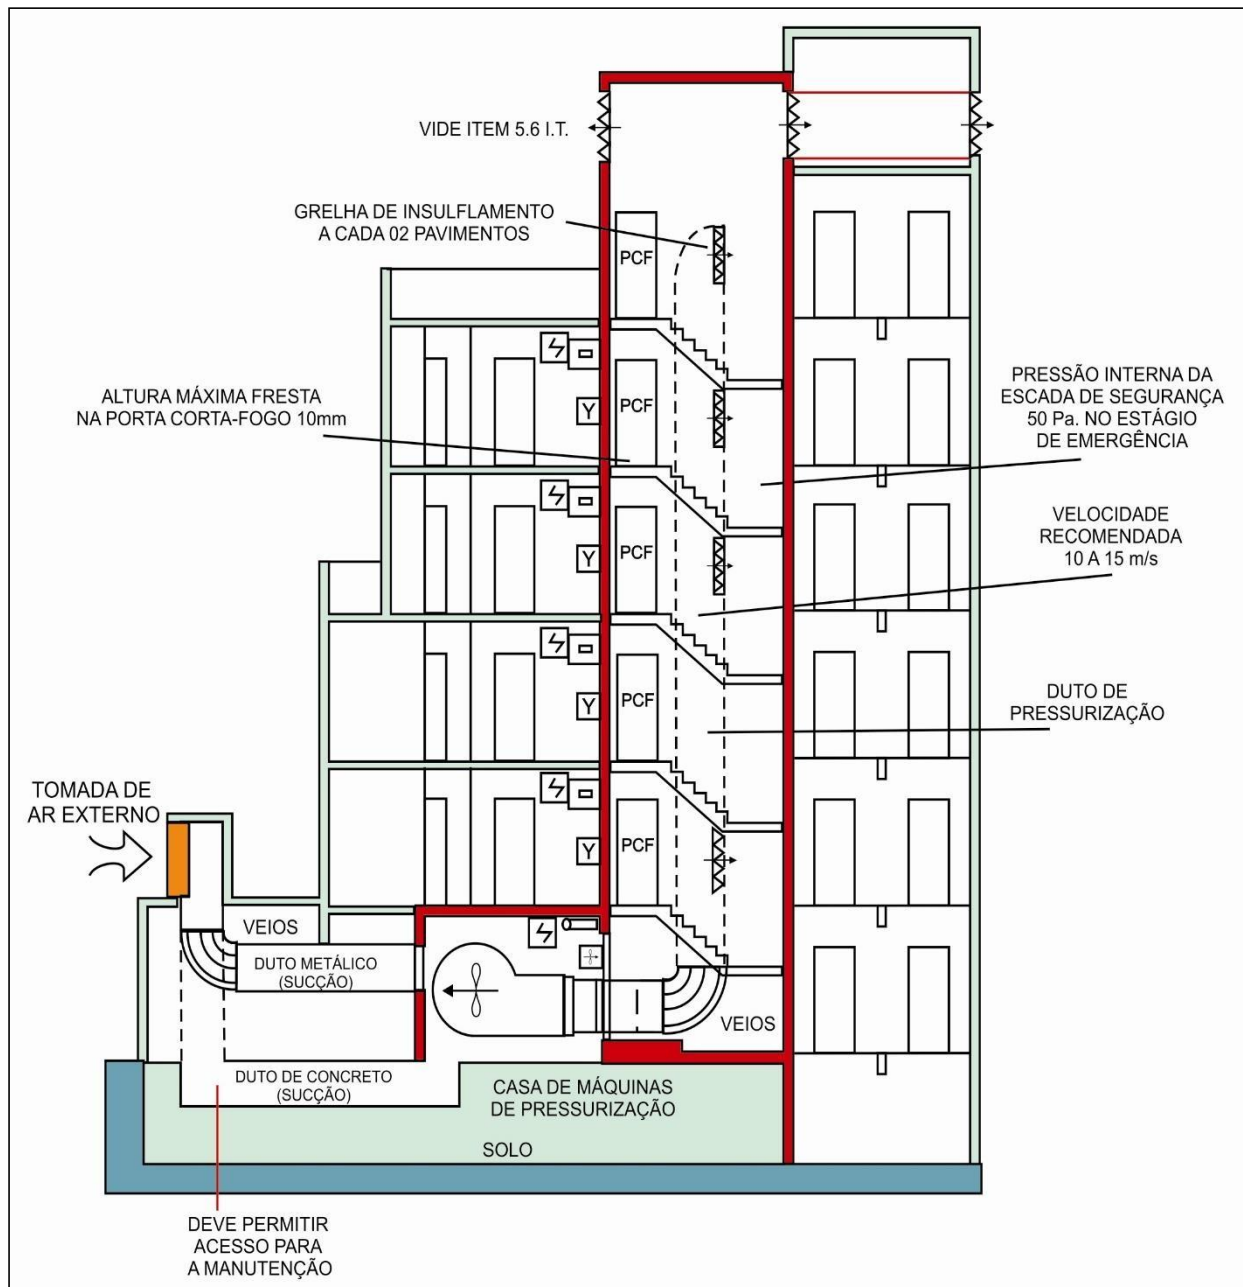 VIDE ITEM 5.6 I.T.
GRELHA DE INSULFLAMENTO
A CADA 02 PAVIMENTOS
PCF
ALTURA MÁXIMA FRESTA
NA PORTA CORTA-FOGO 10mm
PCF
Y
PRESSÃO INTERNA DA
ESCADA DE SEGURANÇA
50 Pa. NO ESTÁGIO
DE EMERGÊNCIA
PCF
Y
VELOCIDADE
RECOMENDADA
10 A 15 m/s
PCF
Y
DUTO DE
PRESSURIZAÇÃO
TOMADA DE
AR EXTERNO
PCF
Y
VEIOS
DUTO METÁLICO
(SUCÇÃO)
VEIOS
DUTO DE CONCRETO
(SUCÇÃO)
CASA DE MÁQUINAS
DE PRESSURIZAÇÃO
SOLO
DEVE PERMITIR
ACESSO PARA
A MANUTENÇÃO